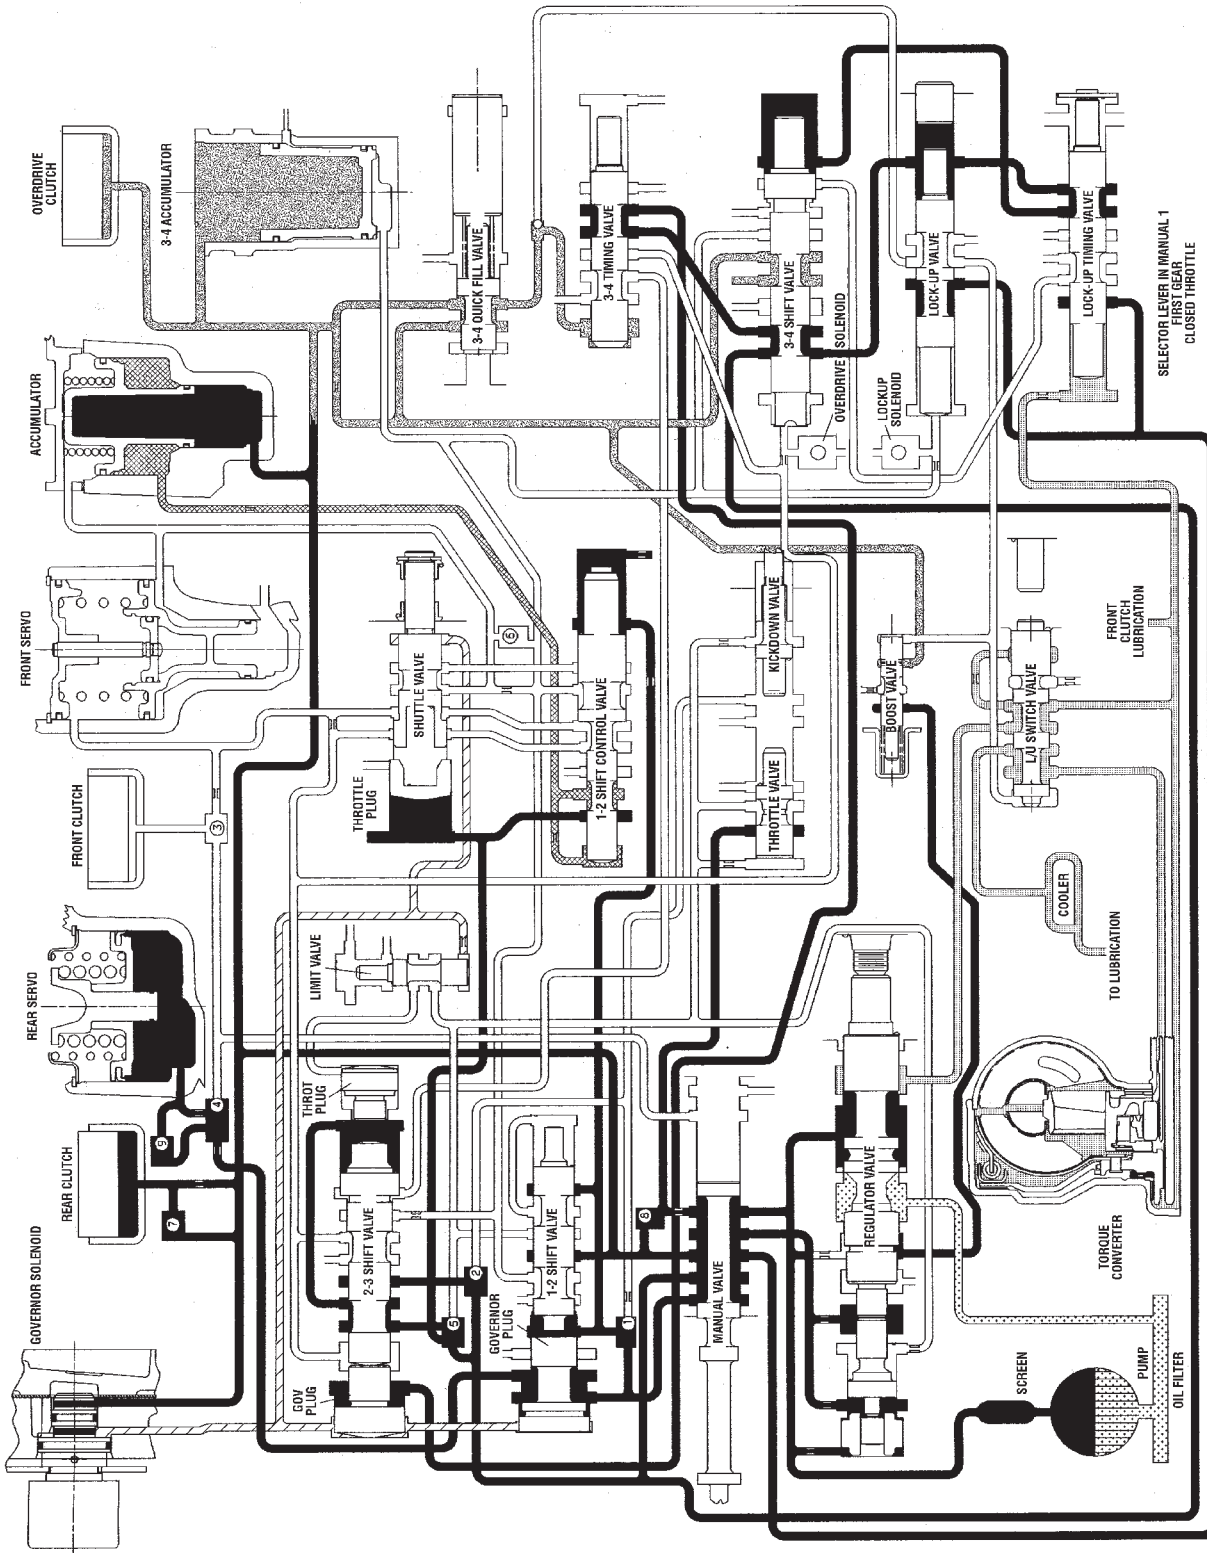 OVERDRIVE
CLUTCH
3-4 ACCUMULATOR
3-4 QUICK FILL VALVE
3-4 TIMING VALVE
3-4 SHIFT VALVE
OVERDRIVE SOLENOID
LOCK-UP VALVE
LOCKUP
SOLENOID
LOCK-UP TIMING VALVE
SELECTOR LEVER IN MANUAL 1
FIRST GEAR
CLOSED THROTTLE
ACCUMULATOR
FRONT SERVO
SHUTTLE VALVE
THROTTLE
PLUG
6
1-2 SHIFT CONTROL VALVE
KICKDOWN VALVE
THROTTLE VALVE
BOOST VALVE
L/U SWITCH VALVE
FRONT
CLUTCH
LUBRICATION
FRONT CLUTCH
3
COOLER
TO LUBRICATION
REAR SERVO
LIMIT VALVE
THROT
PLUG
REAR CLUTCH
9
4
7
2-3 SHIFT VALVE
2
5
1-2 SHIFT VALVE
GOVERNOR
PLUG
8
1
MANUAL VALVE
REGULATOR VALVE
TORQUE
CONVERTER
GOVERNOR SOLENOID
GOV
PLUG
SCREEN
PUMP
OIL FILTER